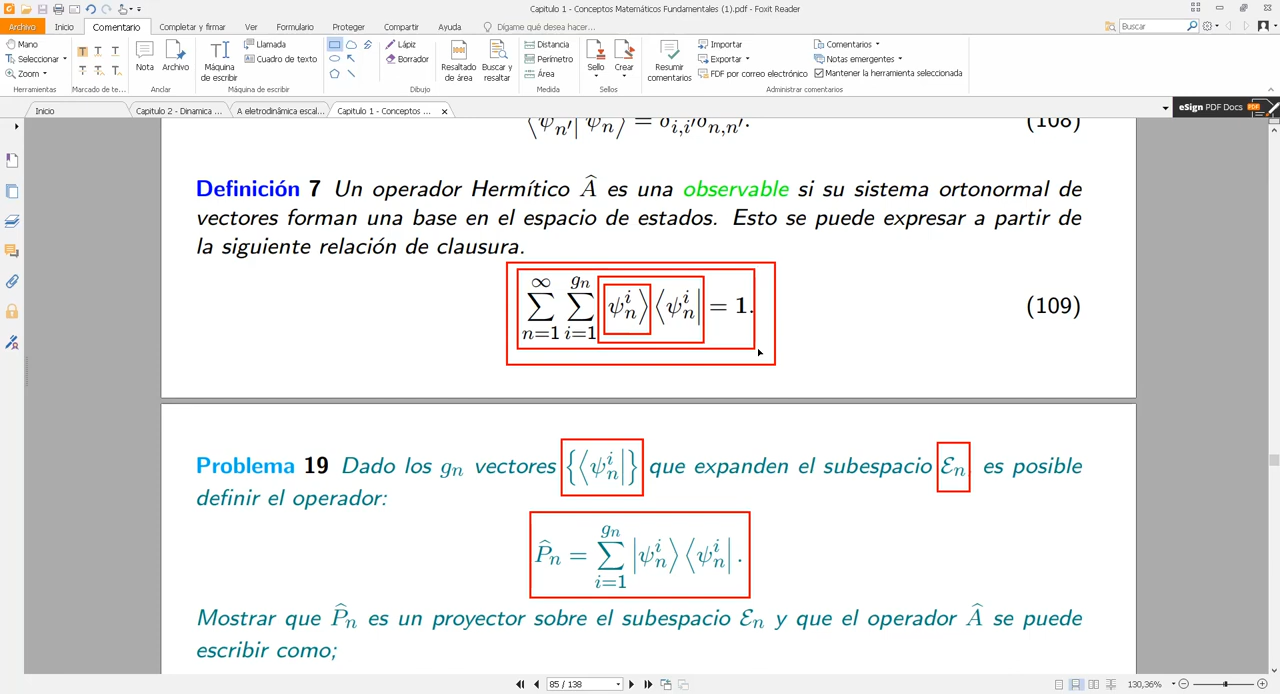 Capitulo 1 - Conceptos Matemáticos Fundamentales (1).pdf - Foxit Reader
Archivo Inicio Comentario Completar y firmar Ver Formulario Proteger Compartir Ayuda Dígame qué desea hacer... Buscar
Mano
Seleccionar
Zoom
Herramientas
Marcado de te...
Nota
Archivo
Anclar
Máquina de escribir
Llamada
Cuadro de texto
Máquina de escribir
Lápiz
Borrador
Dibujo
Resaltado de área
Buscar y resaltar
Distancia
Perímetro
Área
Medida
Sello
Crear
Sellos
Resumir comentarios
Importar
Exportar
FDF por correo electrónico
Comentarios
Notas emergentes
Mantener la herramienta seleccionada
Administrar comentarios
Inicio Capitulo 2 - Dinamica ... A eletrodinâmica escal... Capitulo 1 - Conceptos ... eSign PDF Docs
⟨ψ_{n'}| ψ_n⟩ = δ_{i,i'}δ_{n,n'}. (108)
Definición 7 Un operador Hermítico Â es una observable si su sistema ortonormal de
vectores forman una base en el espacio de estados. Esto se puede expresar a partir de
la siguiente relación de clausura.
∑_{n=1}^{∞} ∑_{i=1}^{g_n} ψ_n^i⟩ ⟨ψ_n^i| = 1. (109)
Problema 19 Dado los g_n vectores {⟨ψ_n^i|} que expanden el subespacio ℰ_n es posible
definir el operador:
P̂_n = ∑_{i=1}^{g_n} |ψ_n^i⟩ ⟨ψ_n^i| .
Mostrar que P̂_n es un proyector sobre el subespacio ℰ_n y que el operador Â se puede
escribir como;
85 / 138
130,36%